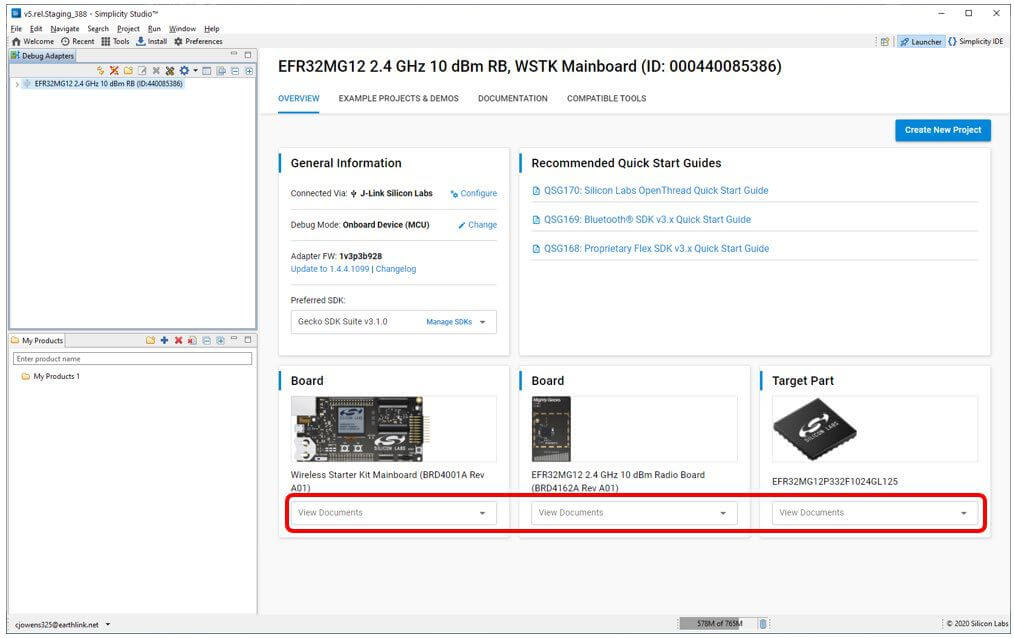 v5.rel.Staging_388 - Simplicity Studio™
File Edit Navigate Search Project Run Window Help
Welcome Recent Tools Install Preferences
Launcher Simplicity IDE
Debug Adapters
EFR32MG12 2.4 GHz 10 dBm RB (ID:440085386)
EFR32MG12 2.4 GHz 10 dBm RB, WSTK Mainboard (ID: 000440085386)
OVERVIEW EXAMPLE PROJECTS & DEMOS DOCUMENTATION COMPATIBLE TOOLS
Create New Project
General Information
Connected Via: J-Link Silicon Labs Configure
Debug Mode: Onboard Device (MCU) Change
Adapter FW: 1v3p3b928
Update to 1.4.4.1099 | Changelog
Preferred SDK:
Gecko SDK Suite v3.1.0 Manage SDKs
Recommended Quick Start Guides
QSG170: Silicon Labs OpenThread Quick Start Guide
QSG169: Bluetooth® SDK v3.x Quick Start Guide
QSG168: Proprietary Flex SDK v3.x Quick Start Guide
My Products
Enter product name
My Products 1
Board
SILICON LABS
SILICON LABS
Wireless Starter Kit Mainboard (BRD4001A Rev
A01)
View Documents
Board
Mighty Gecko
EFR32MG12 2.4 GHz 10 dBm Radio Board
(BRD4162A Rev A01)
View Documents
Target Part
SILICON LABS
EFR32MG12P332F1024GL125
View Documents
cjowens325@earthlink.net
578M of 765M
© 2020 Silicon Labs